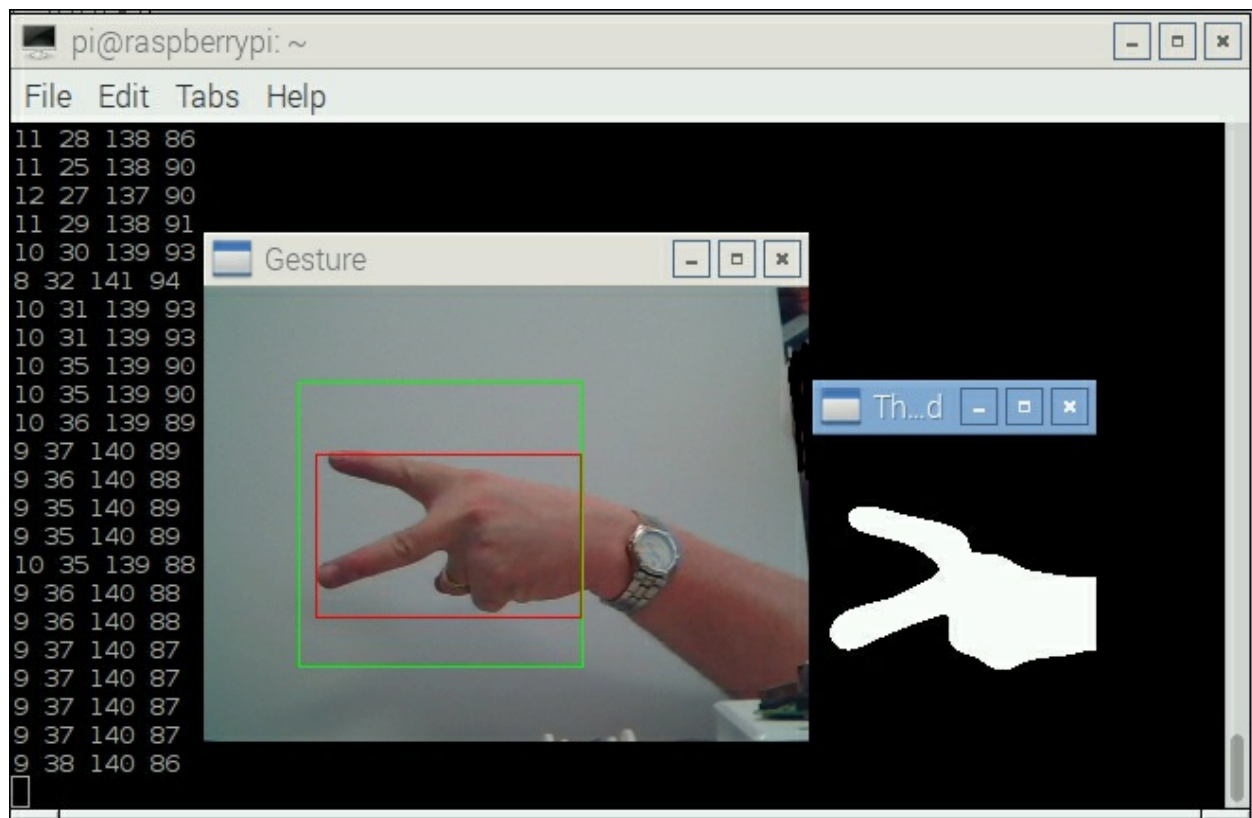 pi@raspberrypi: ~
File Edit Tabs Help
11 28 138 86
11 25 138 90
12 27 137 90
11 29 138 91
10 30 139 93
8 32 141 94
10 31 139 93
10 31 139 93
10 35 139 90
10 35 139 90
10 36 139 89
9 37 140 89
9 36 140 88
9 35 140 89
9 35 140 89
10 35 139 88
9 36 140 88
9 36 140 88
9 37 140 87
9 37 140 87
9 37 140 87
9 37 140 87
9 38 140 86
Gesture
Th...d